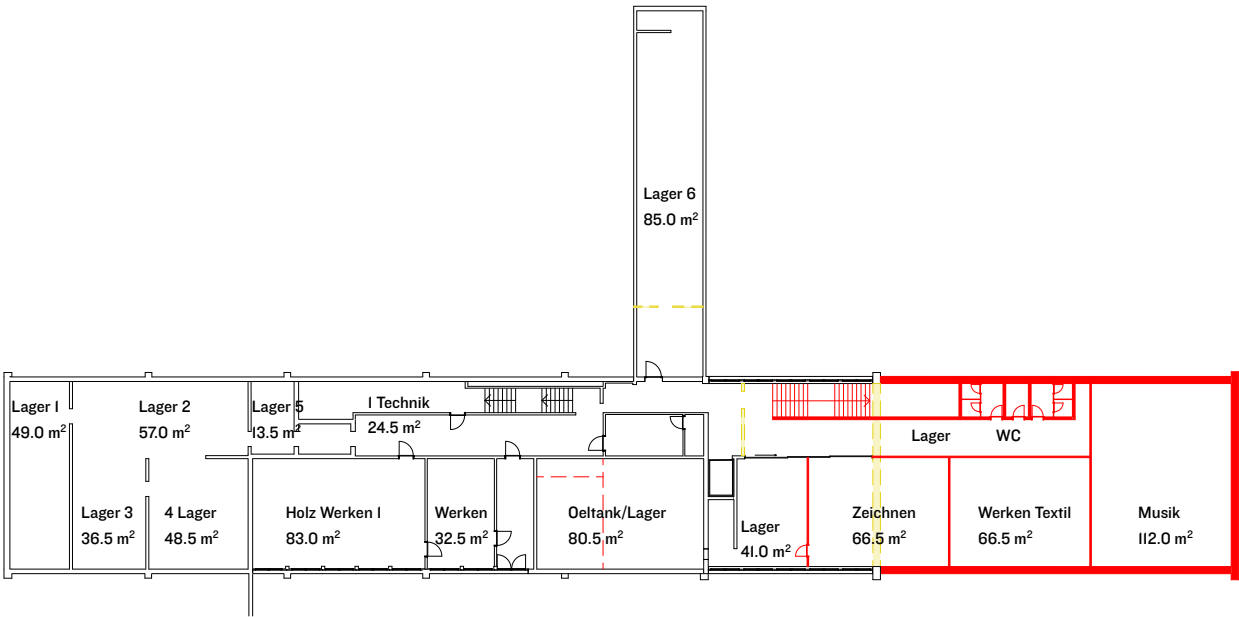 Lager 6
85.0 m²
Lager 1
49.0 m²
Lager 2
57.0 m²
Lager 5
13.5 m²
1 Technik
24.5 m²
Lager
WC
Lager 3
36.5 m²
4 Lager
48.5 m²
Holz Werken 1
83.0 m²
Werken
32.5 m²
Oeltank/Lager
80.5 m²
Lager
41.0 m²
Zeichnen
66.5 m²
Werken Textil
66.5 m²
Musik
112.0 m²